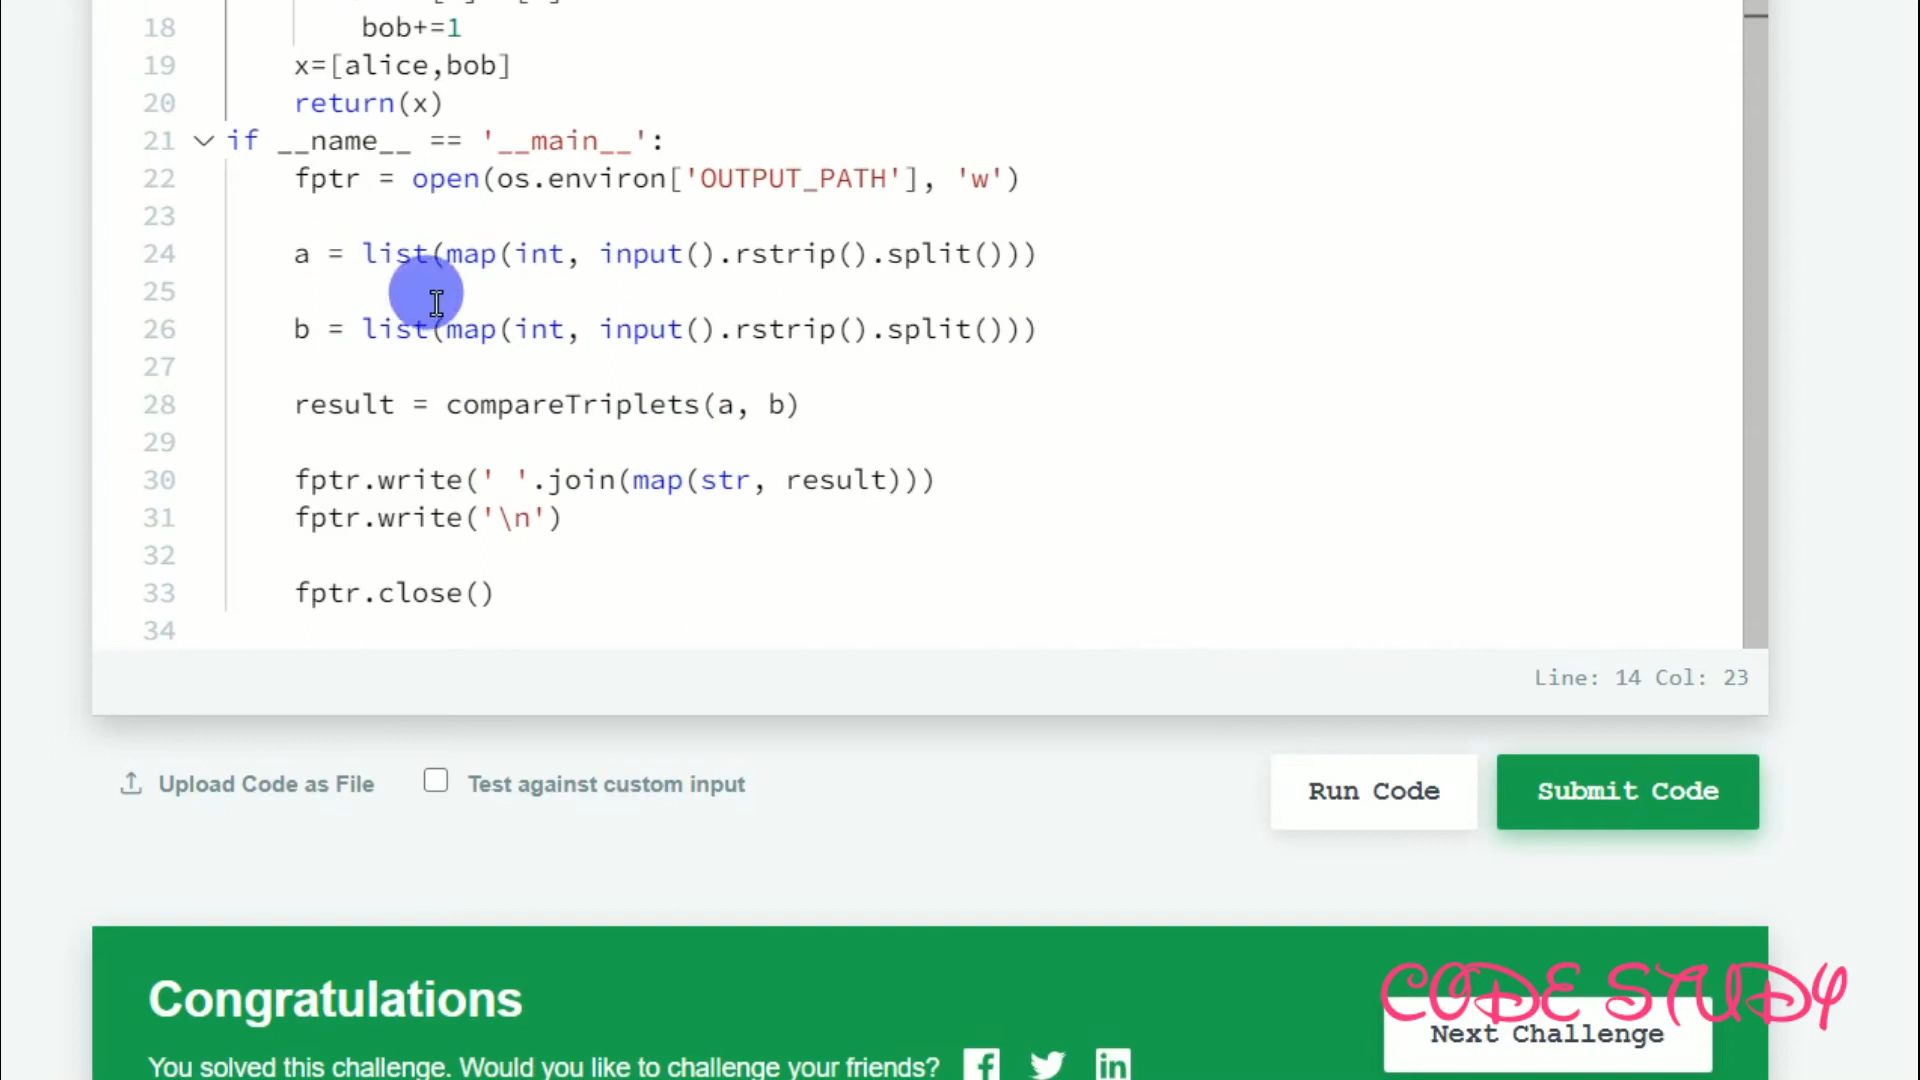 18 bob+=1
19 x=[alice,bob]
20 return(x)
21 if __name__ == '__main__':
22 fptr = open(os.environ['OUTPUT_PATH'], 'w')
23
24 a = list(map(int, input().rstrip().split()))
25
26 b = list(map(int, input().rstrip().split()))
27
28 result = compareTriplets(a, b)
29
30 fptr.write(' '.join(map(str, result)))
31 fptr.write('\n')
32
33 fptr.close()
34
Line: 14 Col: 23
Upload Code as File Test against custom input Run Code Submit Code
Congratulations
CODE STUDY
Next Challenge
You solved this challenge. Would you like to challenge your friends?